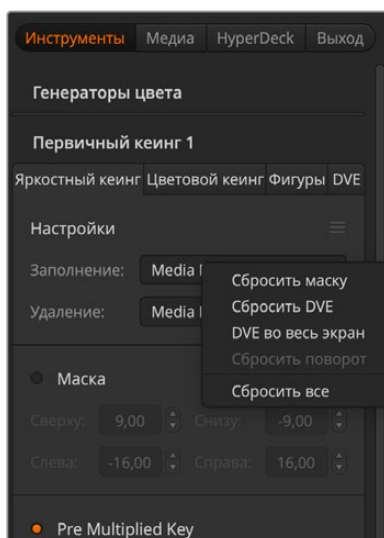 Инструменты Медиа HyperDeck Выход
Генераторы цвета
Первичный кеинг 1
Яркостный кеинг Цветовой кеинг Фигуры DVE
Настройки
Заполнение: Media
Сбросить маску
Сбросить DVE
Удаление: Media
DVE во весь экран
Сбросить поворот
Сбросить все
Маска
Сверху: 9,00 Снизу: -9,00
Слева: -16,00 Справа: 16,00
Pre Multiplied Key